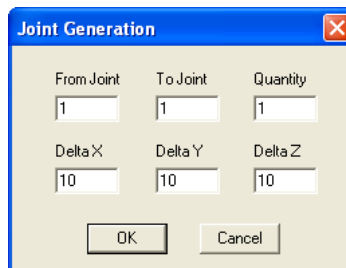 Joint Generation
From Joint To Joint Quantity
1 1 1
Delta X Delta Y Delta Z
10 10 10
OK Cancel